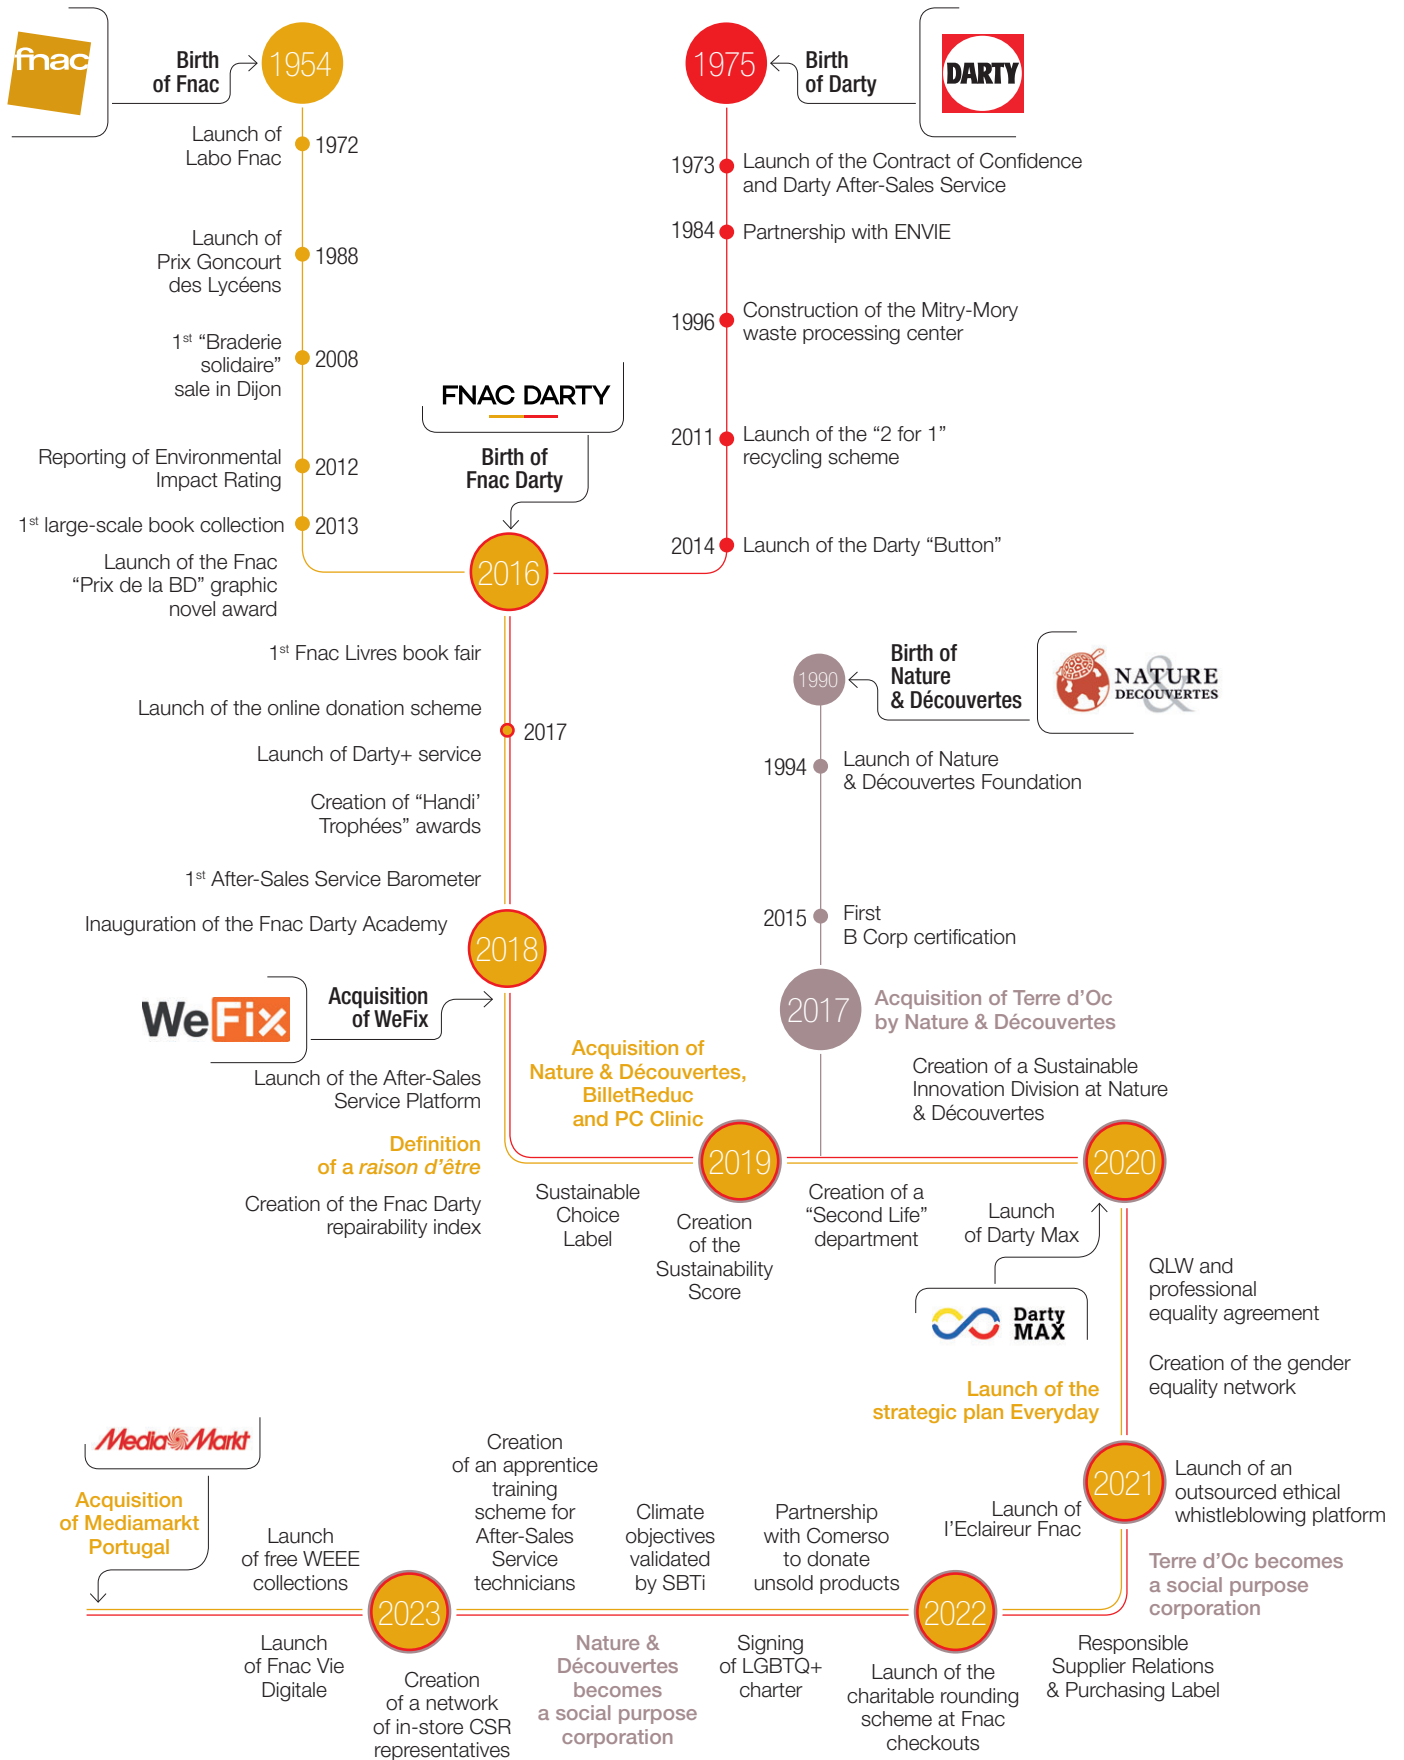 fnac
Birth
of Fnac
1954
Launch of
Labo Fnac
1972
Launch of
Prix Goncourt
des Lycéens
1988
1st “Braderie
solidaire”
sale in Dijon
2008
Reporting of Environmental
Impact Rating
2012
1st large-scale book collection
2013
Launch of the Fnac
“Prix de la BD” graphic
novel award
1975
Birth
of Darty
DARTY
1973
Launch of the Contract of Confidence
and Darty After-Sales Service
1984
Partnership with ENVIE
1996
Construction of the Mitry-Mory
waste processing center
2011
Launch of the “2 for 1”
recycling scheme
2014
Launch of the Darty “Button”
FNAC DARTY
Birth of
Fnac Darty
2016
1st Fnac Livres book fair
Launch of the online donation scheme
2017
Launch of Darty+ service
Creation of “Handi’
Trophées” awards
1st After-Sales Service Barometer
Inauguration of the Fnac Darty Academy
2018
WeFix
Acquisition
of WeFix
Launch of the After-Sales
Service Platform
Definition
of a raison d’être
Creation of the Fnac Darty
repairability index
1990
Birth of
Nature
& Découvertes
NATURE
&
DECOUVERTES
1994
Launch of Nature
& Découvertes Foundation
2015
First
B Corp certification
2017
Acquisition of Terre d’Oc
by Nature & Découvertes
Acquisition of
Nature & Découvertes,
BilletReduc
and PC Clinic
2019
Sustainable
Choice
Label
Creation
of the
Sustainability
Score
Creation of a
“Second Life”
department
Creation of a Sustainable
Innovation Division at Nature
& Découvertes
2020
Launch
of Darty Max
Darty
MAX
QLW and
professional
equality agreement
Creation of the gender
equality network
Launch of the
strategic plan Everyday
2021
Launch of an
outsourced ethical
whistleblowing platform
Launch of
l’Eclaireur Fnac
Terre d’Oc becomes
a social purpose
corporation
Responsible
Supplier Relations
& Purchasing Label
2022
Launch of the
charitable rounding
scheme at Fnac
checkouts
Partnership
with Comerso
to donate
unsold products
Signing
of LGBTQ+
charter
Climate
objectives
validated
by SBTi
Nature &
Découvertes
becomes
a social purpose
corporation
Creation
of an apprentice
training
scheme for
After-Sales
Service
technicians
2023
Creation
of a network
of in-store CSR
representatives
Launch
of free WEEE
collections
Launch
of Fnac Vie
Digitale
MediaMarkt
Acquisition
of Mediamarkt
Portugal